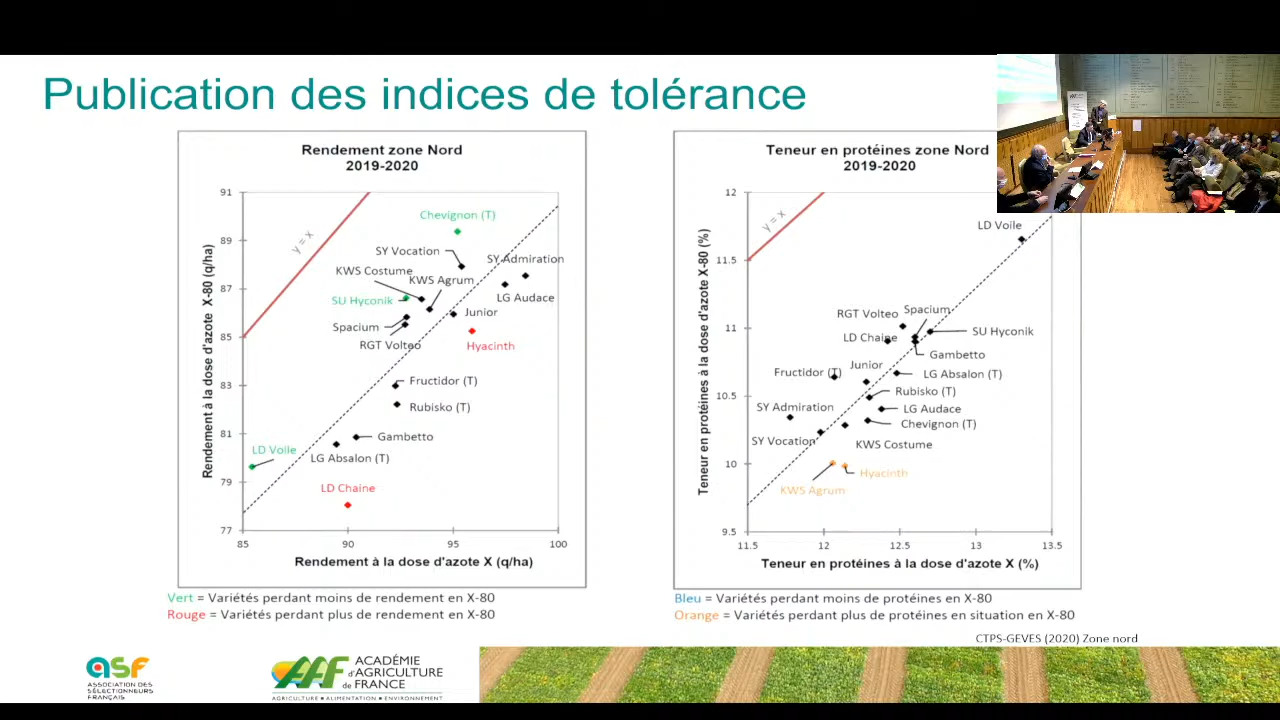 Publication des indices de tolérance
Rendement zone Nord
2019-2020
91
89
87
85
83
81
79
77
85
90
95
100
y = x
Rendement à la dose d'azote X-80 (q/ha)
Rendement à la dose d'azote X (q/ha)
Chevignon (T)
SY Vocation
SY Admiration
KWS Costume
KWS Agrum
SU Hyconik
LG Audace
Junior
Spacium
RGT Volteo
Hyacinth
Fructidor (T)
Rubisko (T)
Gambetto
LD Voile
LG Absalon (T)
LD Chaine
Vert = Variétés perdant moins de rendement en X-80
Rouge = Variétés perdant plus de rendement en X-80
Teneur en protéines zone Nord
2019-2020
12
11.5
11
10.5
10
9.5
11.5
12
12.5
13
13.5
y = x
Teneur en protéines à la dose d'azote X-80 (%)
Teneur en protéines à la dose d'azote X (%)
LD Voile
RGT Volteo
Spacium
LD Chaine
SU Hyconik
Gambetto
Junior
Fructidor (T)
LG Absalon (T)
Rubisko (T)
SY Admiration
LG Audace
Chevignon (T)
SY Vocation
KWS Costume
Hyacinth
KWS Agrum
Bleu = Variétés perdant moins de protéines en X-80
Orange = Variétés perdant plus de protéines en situation en X-80
CTPS-GEVES (2020) Zone nord
asf
ASSOCIATION DES
SÉLECTIONNEURS
FRANÇAIS
AAF
ACADÉMIE
d'AGRICULTURE
de FRANCE
AGRICULTURE • ALIMENTATION • ENVIRONNEMENT